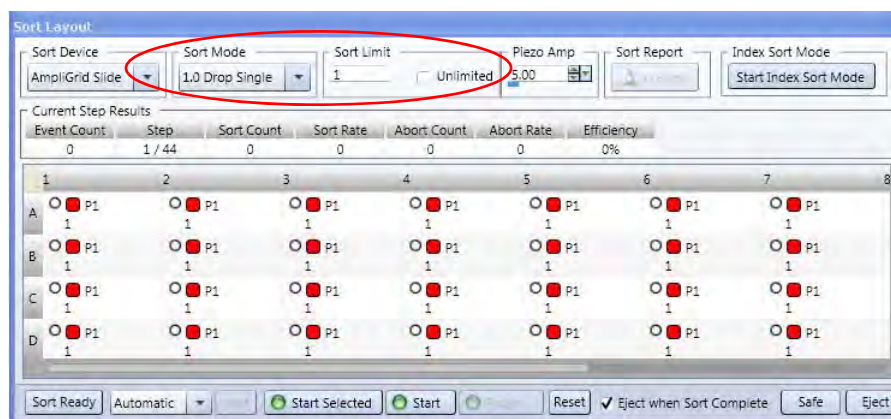 Sort Layout
Sort Device Sort Mode Sort Limit Piezo Amp Sort Report Index Sort Mode
AmpliGrid Slide 1.0 Drop Single 1 Unlimited 5.00 Start Index Sort Mode
Current Step Results
Event Count Step Sort Count Sort Rate Abort Count Abort Rate Efficiency
0 1 / 44 0 0 0 0 0%
1 2 3 4 5 6 7 8
A P1 P1 P1 P1 P1 P1 P1
1 1 1 1 1 1 1
B P1 P1 P1 P1 P1 P1 P1
1 1 1 1 1 1 1
C P1 P1 P1 P1 P1 P1 P1
1 1 1 1 1 1 1
D P1 P1 P1 P1 P1 P1 P1
1 1 1 1 1 1 1
Sort Ready Automatic Start Selected Start Reset Eject when Sort Complete Safe Eject